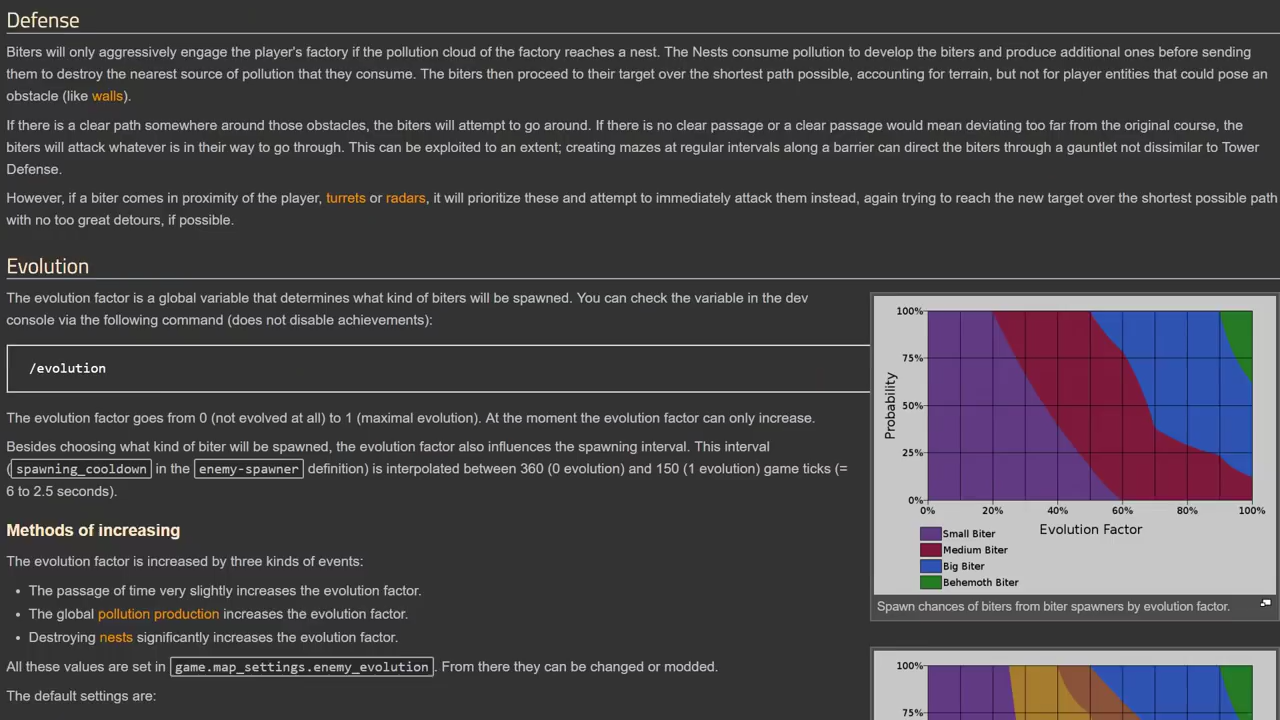 Defense
Biters will only aggressively engage the player's factory if the pollution cloud of the factory reaches a nest. The Nests consume pollution to develop the biters and produce additional ones before sending
them to destroy the nearest source of pollution that they consume. The biters then proceed to their target over the shortest path possible, accounting for terrain, but not for player entities that could pose an
obstacle (like walls).
If there is a clear path somewhere around those obstacles, the biters will attempt to go around. If there is no clear passage or a clear passage would mean deviating too far from the original course, the
biters will attack whatever is in their way to go through. This can be exploited to an extent; creating mazes at regular intervals along a barrier can direct the biters through a gauntlet not dissimilar to Tower
Defense.
However, if a biter comes in proximity of the player, turrets or radars, it will prioritize these and attempt to immediately attack them instead, again trying to reach the new target over the shortest possible path
with no too great detours, if possible.
Evolution
The evolution factor is a global variable that determines what kind of biters will be spawned. You can check the variable in the dev
console via the following command (does not disable achievements):
/evolution
The evolution factor goes from 0 (not evolved at all) to 1 (maximal evolution). At the moment the evolution factor can only increase.
Besides choosing what kind of biter will be spawned, the evolution factor also influences the spawning interval. This interval
(spawning_cooldown in the enemy-spawner definition) is interpolated between 360 (0 evolution) and 150 (1 evolution) game ticks (=
6 to 2.5 seconds).
Methods of increasing
The evolution factor is increased by three kinds of events:
• The passage of time very slightly increases the evolution factor.
• The global pollution production increases the evolution factor.
• Destroying nests significantly increases the evolution factor.
All these values are set in game.map_settings.enemy_evolution. From there they can be changed or modded.
The default settings are:
100%
75%
50%
25%
0%
Probability
0% 20% 40% 60% 80% 100%
Evolution Factor
Small Biter
Medium Biter
Big Biter
Behemoth Biter
Spawn chances of biters from biter spawners by evolution factor.
100%
75%